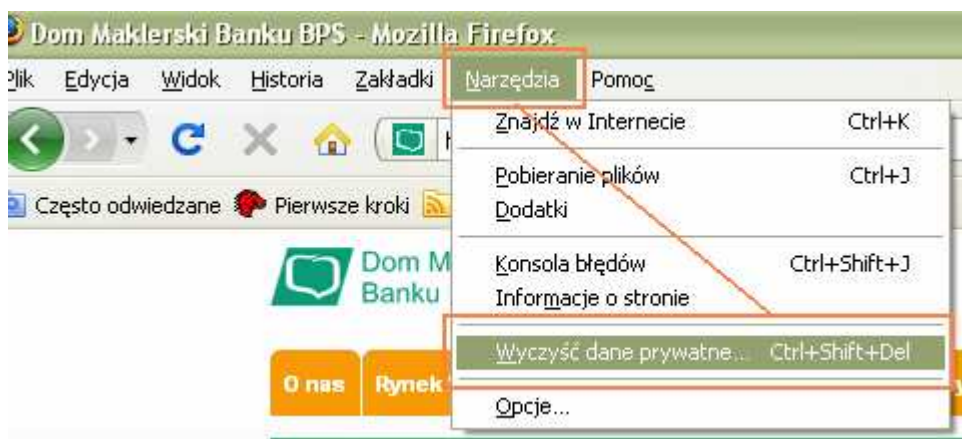 Dom Maklerski Banku BPS - Mozilla Firefox
Plik Edycja Widok Historia Zakładki Narzędzia Pomoc
Znajdź w Internecie Ctrl+K
Pobieranie plików Ctrl+J
Dodatki
Często odwiedzane Pierwsze kroki
Konsola błędów Ctrl+Shift+J
Informacje o stronie
Dom M
Banku
Wyczyść dane prywatne... Ctrl+Shift+Del
O nas Rynek
Opcje...